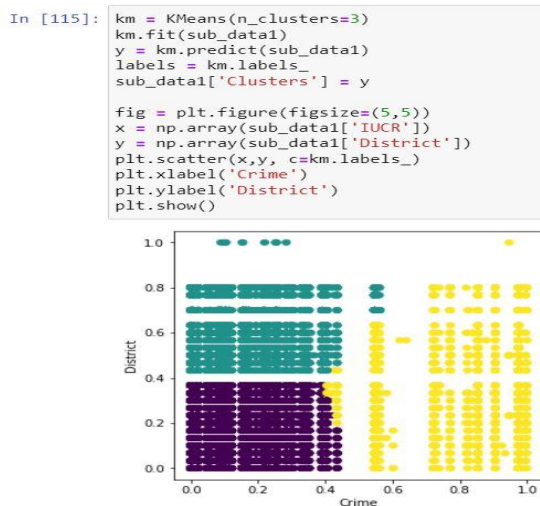 In [115]: km = KMeans(n_clusters=3)
km.fit(sub_data1)
y = km.predict(sub_data1)
labels = km.labels_
sub_data1['Clusters'] = y
fig = plt.figure(figsize=(5,5))
x = np.array(sub_data1['IUCR'])
y = np.array(sub_data1['District'])
plt.scatter(x,y, c=km.labels_)
plt.xlabel('Crime')
plt.ylabel('District')
plt.show()
1.0
0.8
0.6
District
0.4
0.2
0.0
0.0 0.2 0.4 0.6 0.8 1.0
Crime